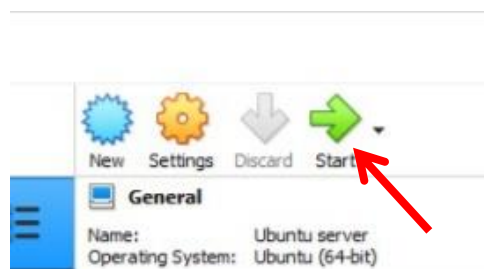 New Settings Discard Start
General
Name: Ubuntu server
Operating System: Ubuntu (64-bit)